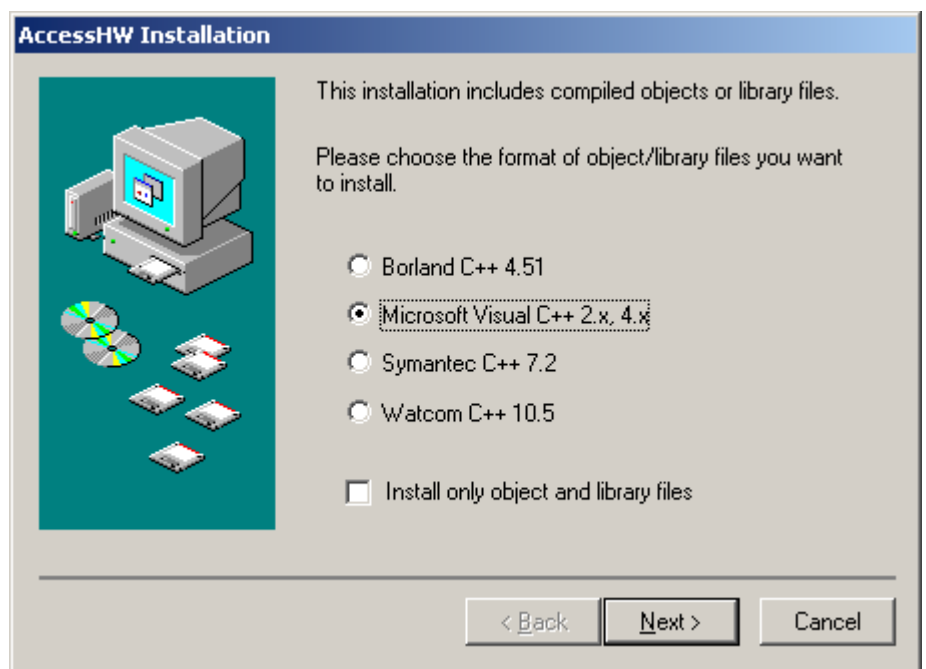 AccessHW Installation
This installation includes compiled objects or library files.
Please choose the format of object/library files you want
to install.
Borland C++ 4.51
Microsoft Visual C++ 2.x, 4.x
Symantec C++ 7.2
Watcom C++ 10.5
Install only object and library files
< Back
Next >
Cancel